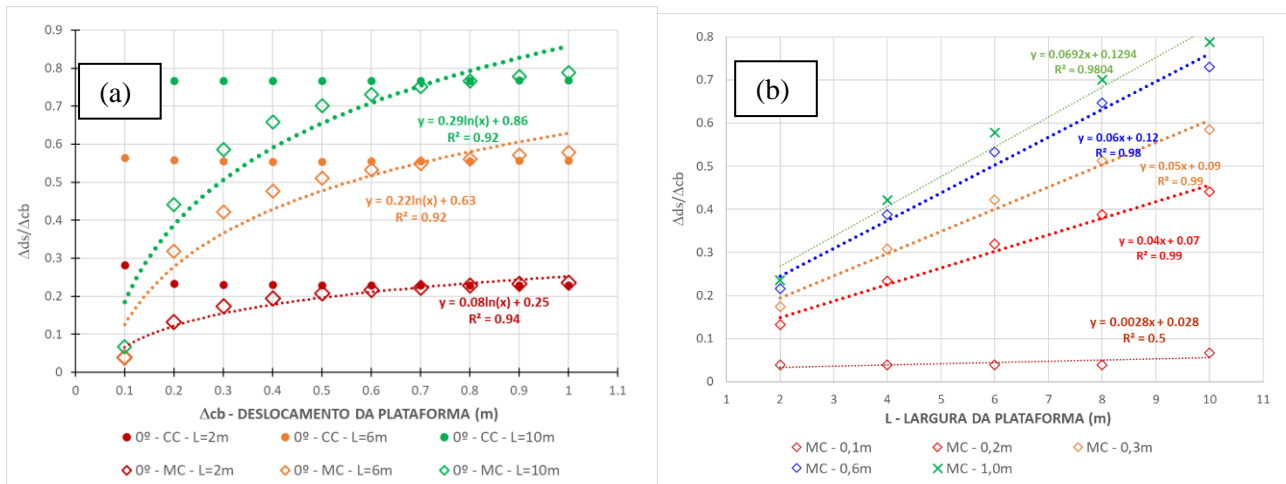 (a)
0.9
0.8
0.7
0.6
0.5
0.4
0.3
0.2
0.1
0
Δds/Δcb
y = 0.29ln(x) + 0.86
R² = 0.92
y = 0.22ln(x) + 0.63
R² = 0.92
y = 0.08ln(x) + 0.25
R² = 0.94
0 0.1 0.2 0.3 0.4 0.5 0.6 0.7 0.8 0.9 1 1.1
Δcb - DESLOCAMENTO DA PLATAFORMA (m)
0º - CC - L=2m 0º - CC - L=6m 0º - CC - L=10m
0º - MC - L=2m 0º - MC - L=6m 0º - MC - L=10m
(b)
0.8
0.7
0.6
0.5
0.4
0.3
0.2
0.1
0
Δds/Δcb
y = 0.0692x + 0.1294
R² = 0.9804
y = 0.06x + 0.12
R² = 0.98
y = 0.05x + 0.09
R² = 0.99
y = 0.04x + 0.07
R² = 0.99
y = 0.0028x + 0.028
R² = 0.5
1 2 3 4 5 6 7 8 9 10 11
L - LARGURA DA PLATAFORMA (m)
MC - 0,1m MC - 0,2m MC - 0,3m
MC - 0,6m MC - 1,0m